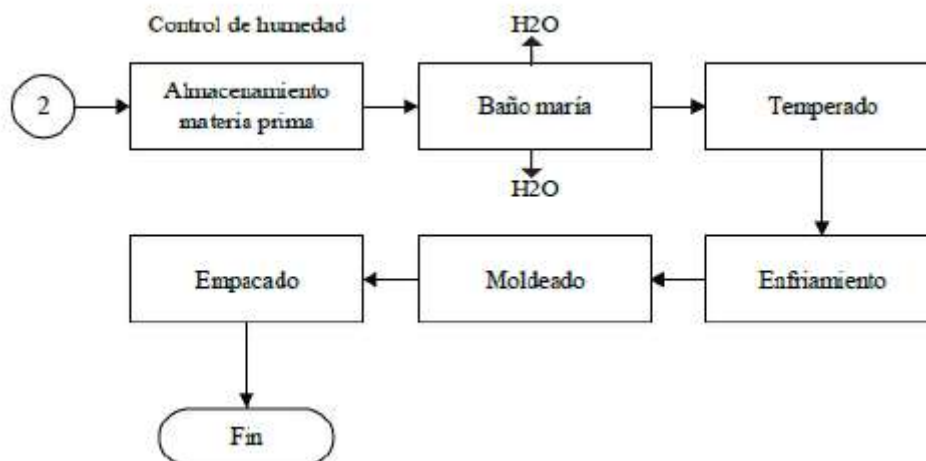 Control de humedad
H2O
2
Almacenamiento
materia prima
Baño maría
Temperado
H2O
Empacado
Moldeado
Enfriamiento
Fin